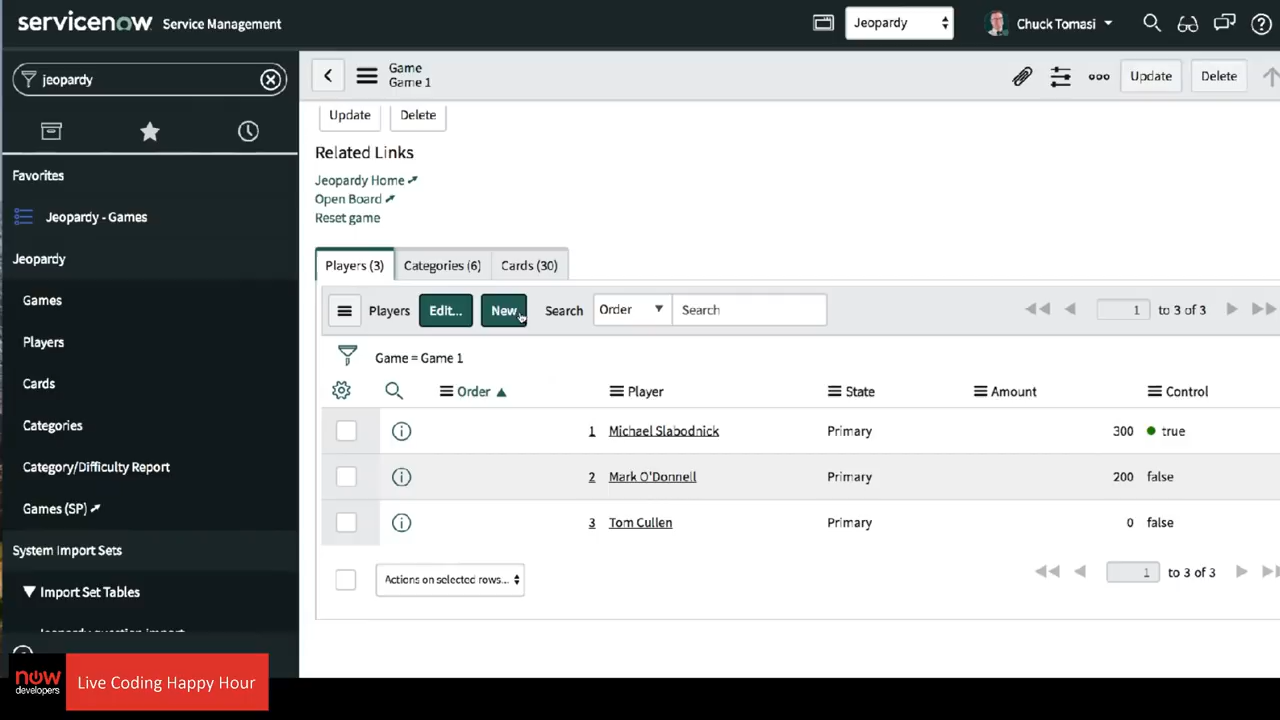 servicenow Service Management
Jeopardy
Chuck Tomasi
jeopardy
Game
Game 1
Update
Delete
Favorites
Jeopardy - Games
Jeopardy
Games
Players
Cards
Categories
Category/Difficulty Report
Games (SP)
System Import Sets
Import Set Tables
Jeopardy question import
Update
Delete
Related Links
Jeopardy Home
Open Board
Reset game
Players (3)
Categories (6)
Cards (30)
Players
Edit...
New
Search
Order
Search
1 to 3 of 3
Game = Game 1
Order Player State Amount Control
1 Michael Slabodnick Primary 300 true
2 Mark O'Donnell Primary 200 false
3 Tom Cullen Primary 0 false
Actions on selected rows...
1 to 3 of 3
now
developers
Live Coding Happy Hour